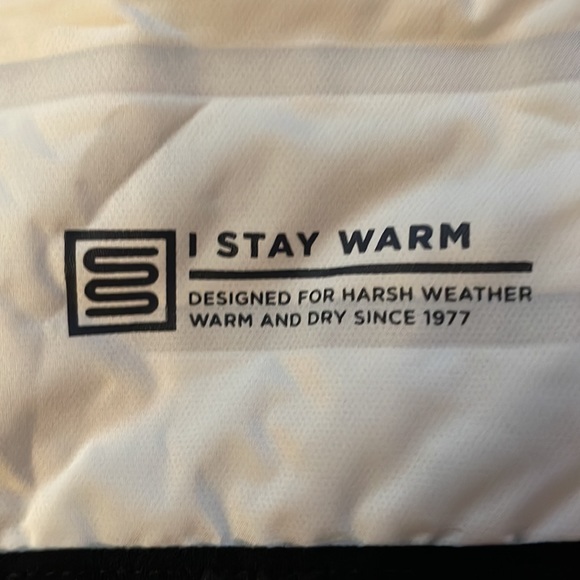 I STAY WARM
DESIGNED FOR HARSH WEATHER
WARM AND DRY SINCE 1977